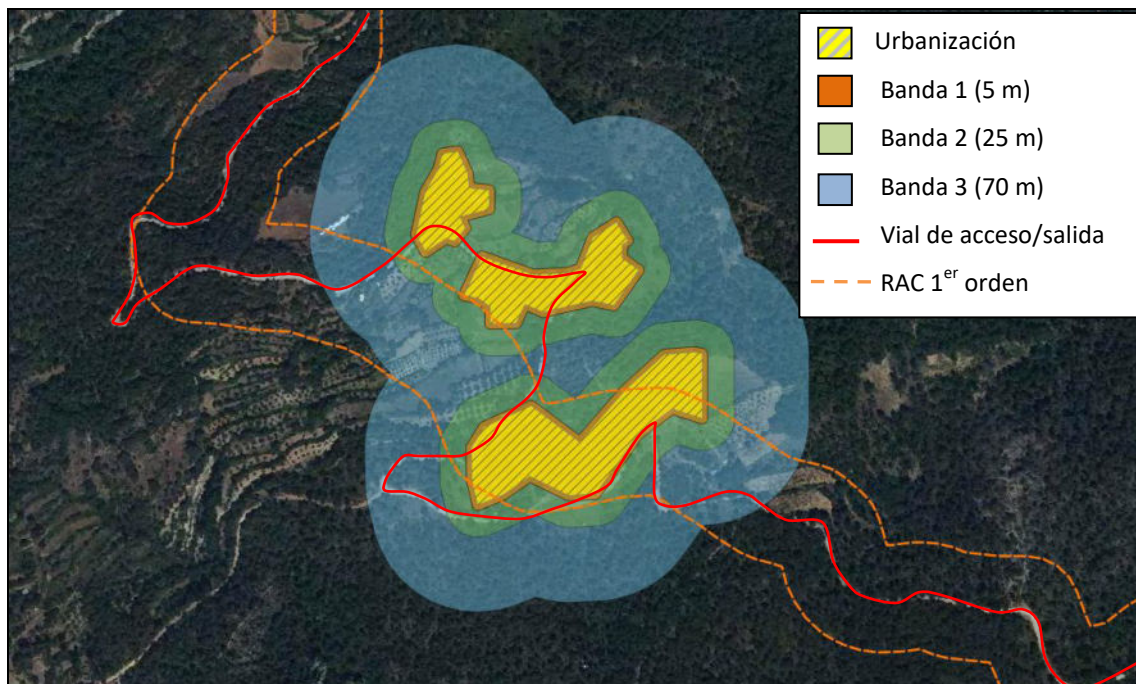 Urbanización
Banda 1 (5 m)
Banda 2 (25 m)
Banda 3 (70 m)
Vial de acceso/salida
RAC 1er orden